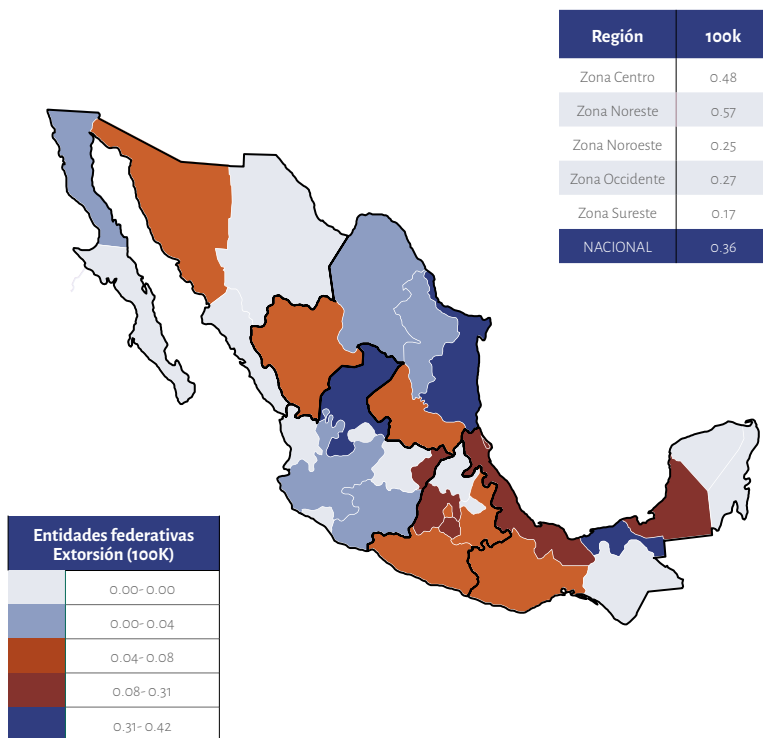 Región 100k
Zona Centro 0.48
Zona Noreste 0.57
Zona Noroeste 0.25
Zona Occidente 0.27
Zona Sureste 0.17
NACIONAL 0.36
Entidades federativas
Extorsión (100K)
0.00- 0.00
0.00- 0.04
0.04- 0.08
0.08- 0.31
0.31- 0.42